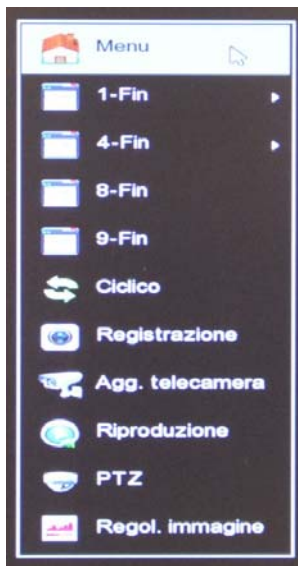 Menu
1-Fin
4-Fin
8-Fin
9-Fin
Ciclico
Registrazione
Agg. telecamera
Riproduzione
PTZ
Regol. immagine